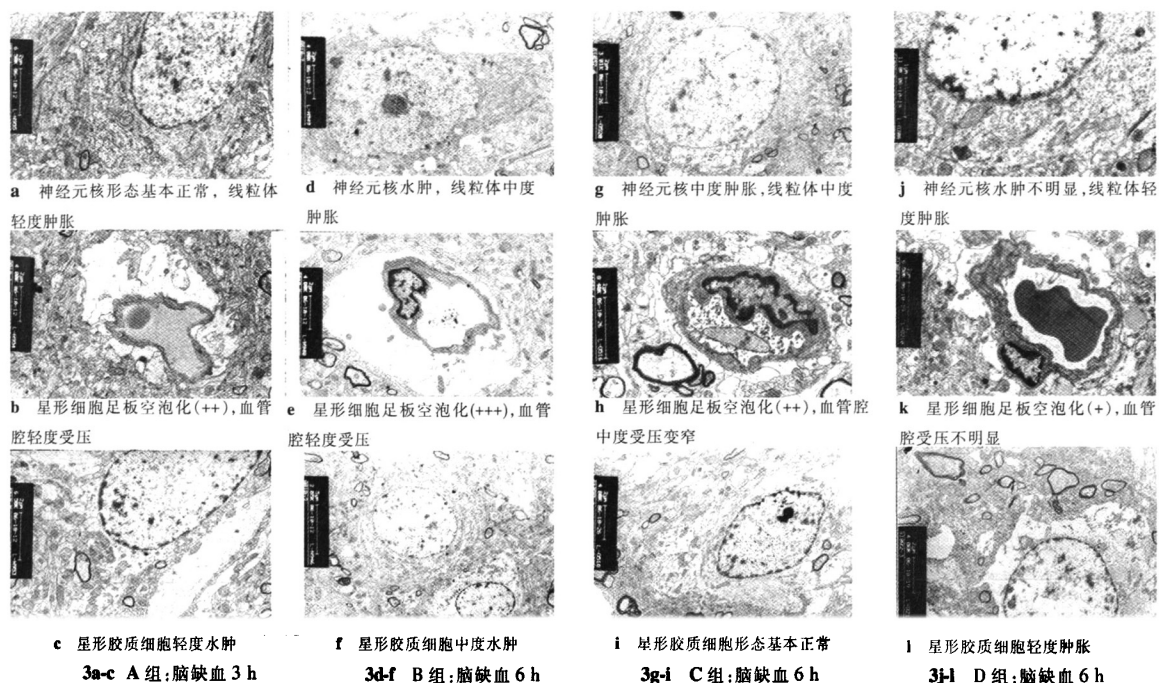 a 神经元核形态基本正常，线粒体
轻度肿胀
d 神经元核水肿，线粒体中度
肿胀
g 神经元核中度肿胀，线粒体中度
肿胀
j 神经元核水肿不明显，线粒体轻
度肿胀
b 星形细胞足板空泡化(++)，血管
腔轻度受压
e 星形细胞足板空泡化(+++)，血管
腔轻度受压
h 星形细胞足板空泡化(++)，血管腔
中度受压变窄
k 星形细胞足板空泡化(+)，血管
腔受压不明显
c 星形胶质细胞轻度水肿
f 星形胶质细胞中度水肿
i 星形胶质细胞形态基本正常
l 星形胶质细胞轻度肿胀
3a-c A 组:脑缺血 3 h
3d-f B 组:脑缺血 6 h
3g-i C 组:脑缺血 6 h
3j-l D 组:脑缺血 6 h